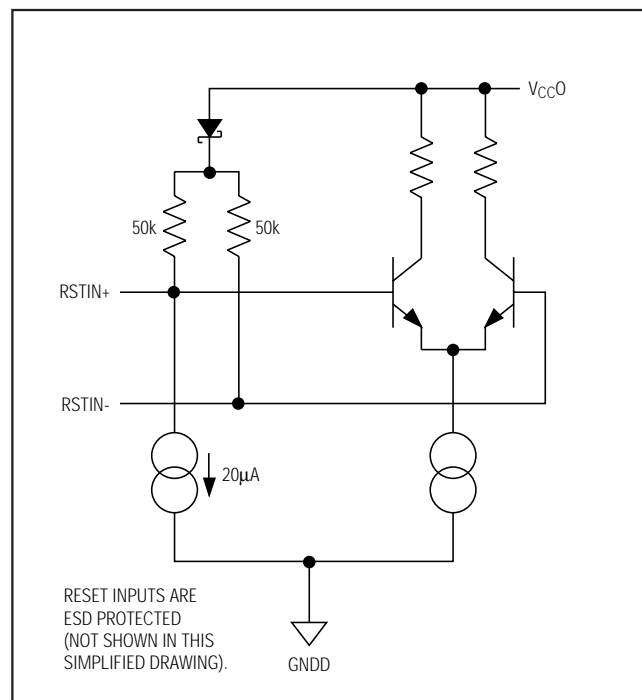 VCCO
50k
50k
RSTIN+
RSTIN-
20µA
RESET INPUTS ARE
ESD PROTECTED
(NOT SHOWN IN THIS
SIMPLIFIED DRAWING).
GNDD